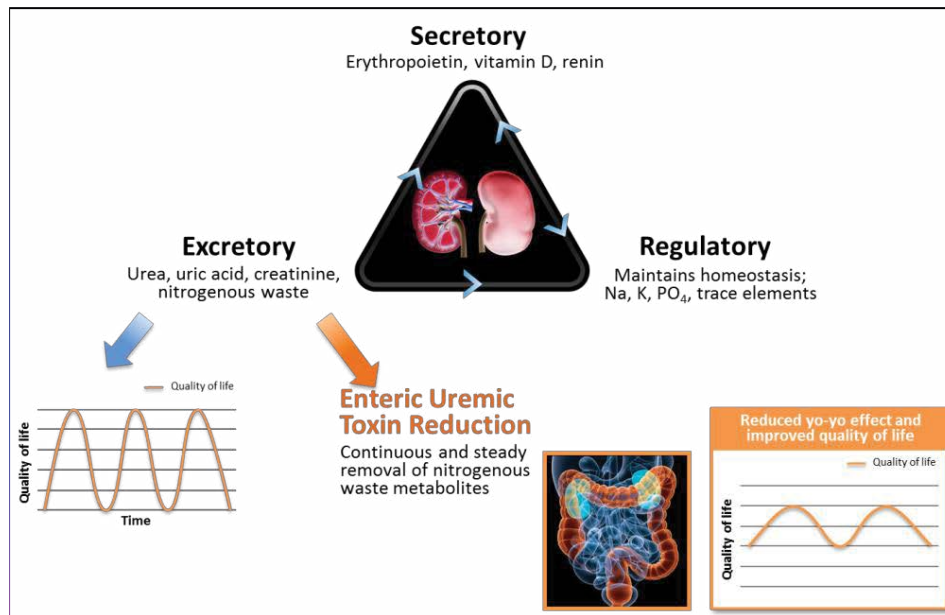 Secretory
Erythropoietin, vitamin D, renin
Excretory
Urea, uric acid, creatinine,
nitrogenous waste
Regulatory
Maintains homeostasis;
Na, K, PO₄, trace elements
Quality of life
Quality of life
Time
Enteric Uremic
Toxin Reduction
Continuous and steady
removal of nitrogenous
waste metabolites
Reduced yo-yo effect and
improved quality of life
Quality of life
Quality of life
Time